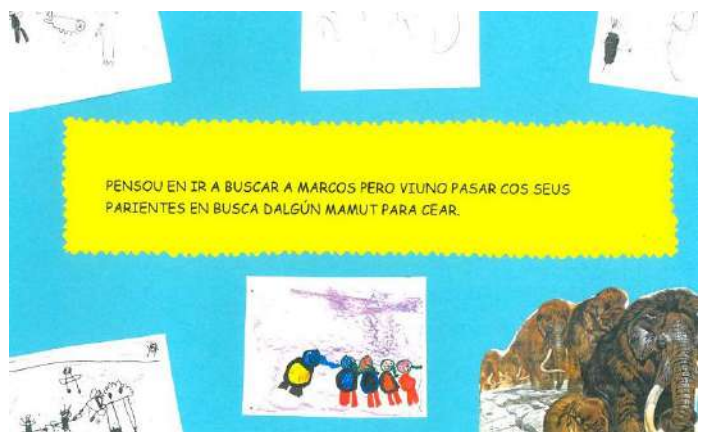 PENSOU EN IR A BUSCAR A MARCOS PERO VIUNO PASAR COS SEUS
PARIENTES EN BUSCA DALGÚN MAMUT PARA CEAR.